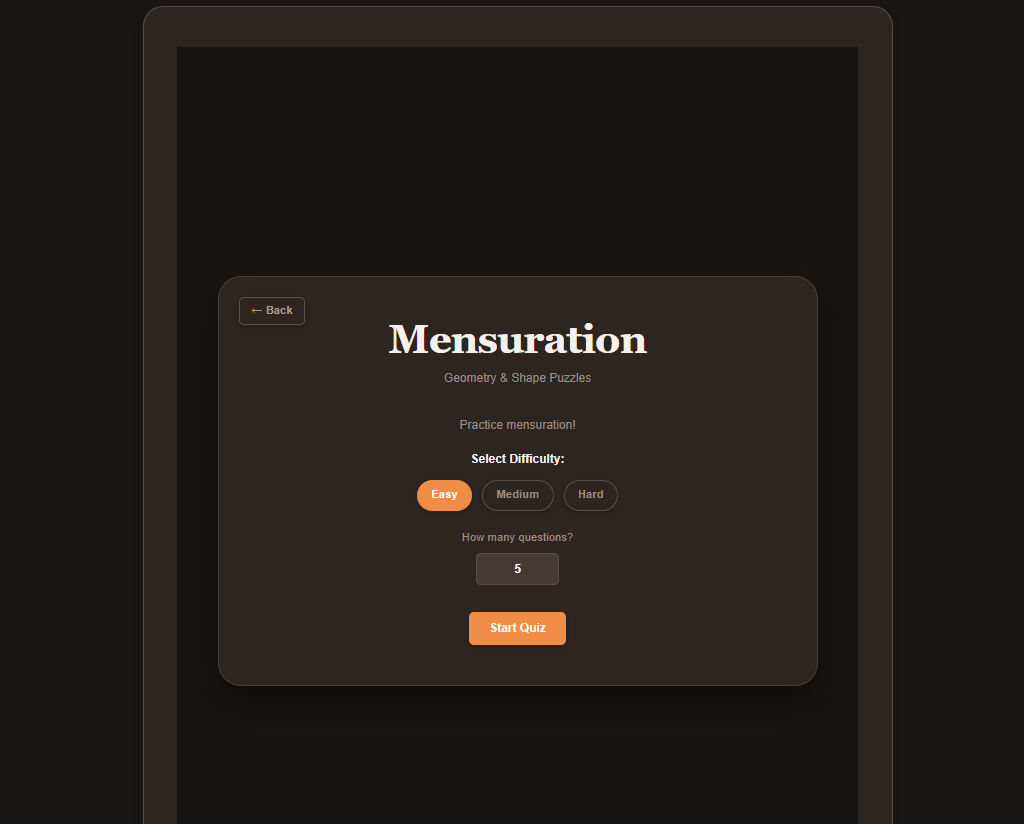 ← Back
Mensuration
Geometry & Shape Puzzles
Practice mensuration!
Select Difficulty:
Easy Medium Hard
How many questions?
5
Start Quiz